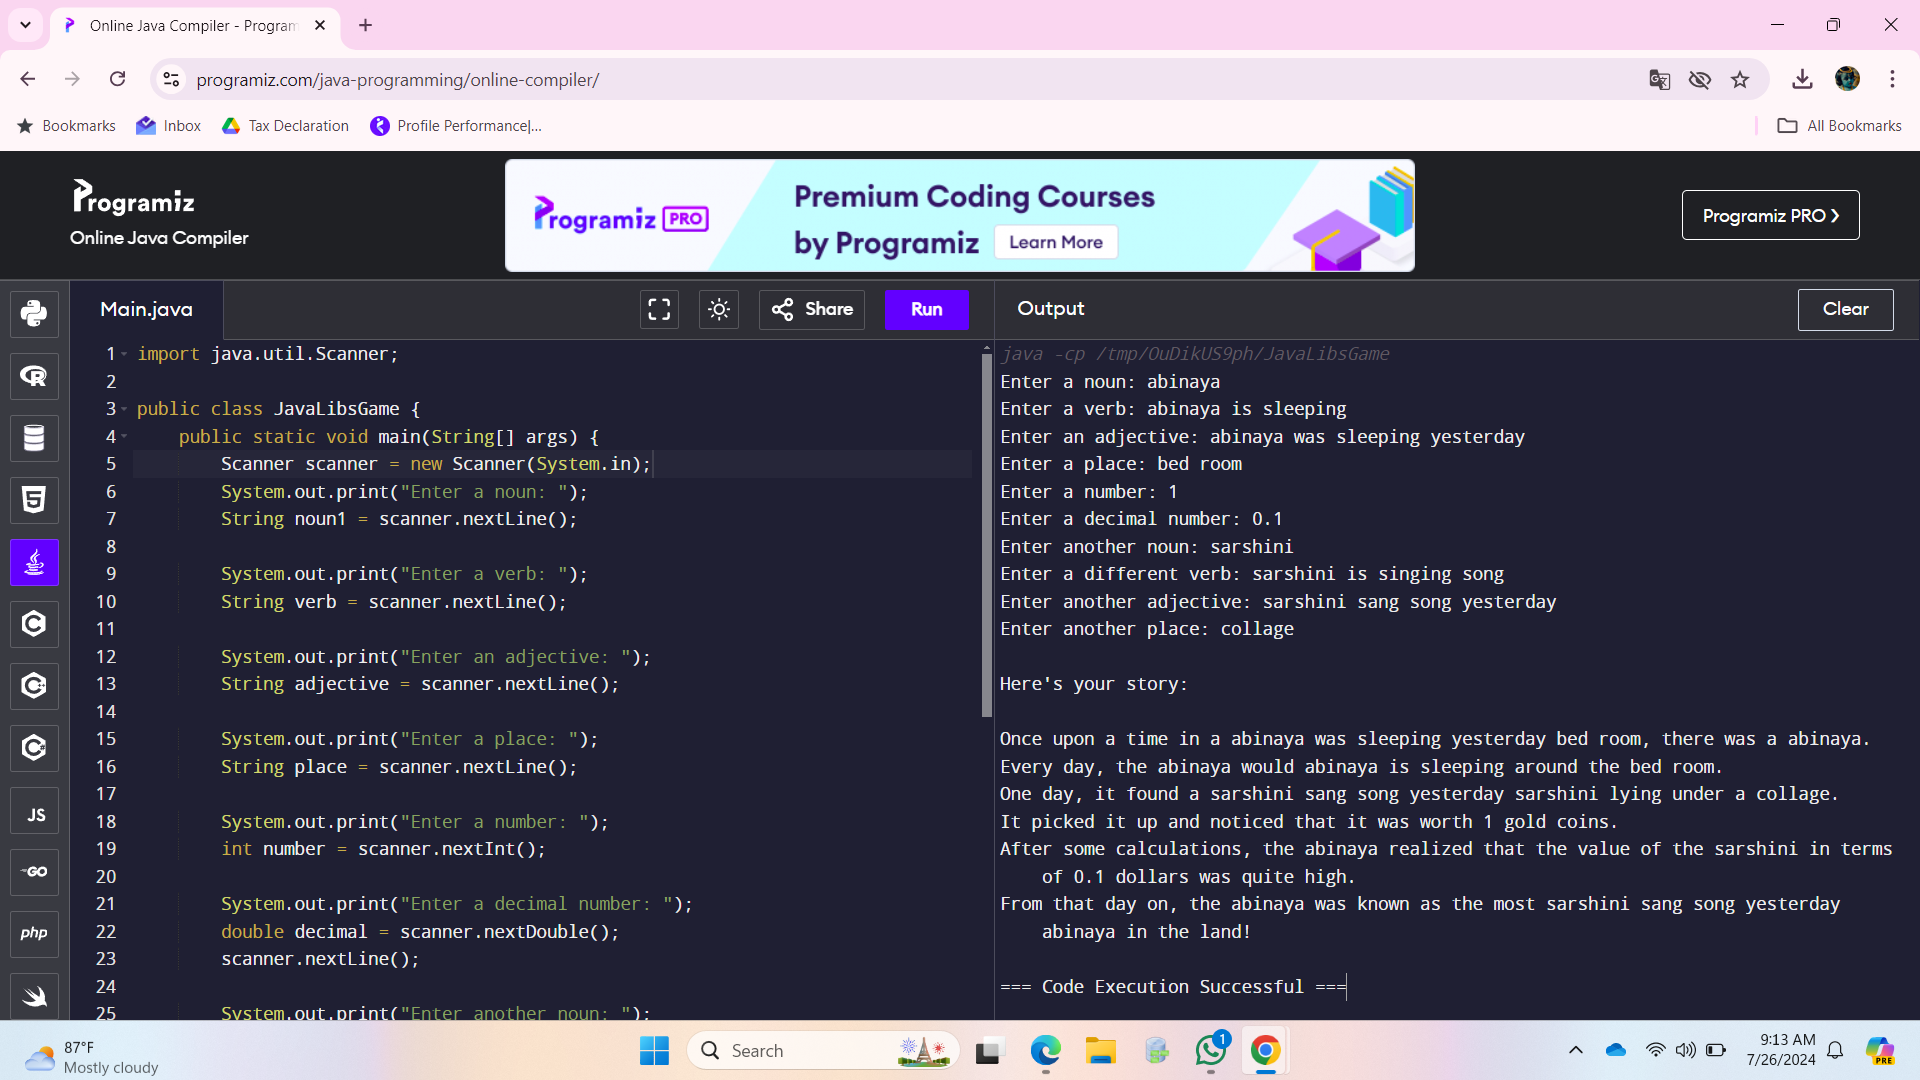 Online Java Compiler - Program
programiz.com/java-programming/online-compiler/
Bookmarks
Inbox
Tax Declaration
Profile Performance|...
All Bookmarks
Programiz
Online Java Compiler
Programiz PRO
Premium Coding Courses
by Programiz
Learn More
Programiz PRO
Main.java
Share
Run
Output
Clear
1 import java.util.Scanner;
2
3 public class JavaLibsGame {
4 public static void main(String[] args) {
5 Scanner scanner = new Scanner(System.in);
6 System.out.print("Enter a noun: ");
7 String noun1 = scanner.nextLine();
8
9 System.out.print("Enter a verb: ");
10 String verb = scanner.nextLine();
11
12 System.out.print("Enter an adjective: ");
13 String adjective = scanner.nextLine();
14
15 System.out.print("Enter a place: ");
16 String place = scanner.nextLine();
17
18 System.out.print("Enter a number: ");
19 int number = scanner.nextInt();
20
21 System.out.print("Enter a decimal number: ");
22 double decimal = scanner.nextDouble();
23 scanner.nextLine();
24
25 System.out.print("Enter another noun: ");
java -cp /tmp/OuDikUS9ph/JavaLibsGame
Enter a noun: abinaya
Enter a verb: abinaya is sleeping
Enter an adjective: abinaya was sleeping yesterday
Enter a place: bed room
Enter a number: 1
Enter a decimal number: 0.1
Enter another noun: sarshini
Enter a different verb: sarshini is singing song
Enter another adjective: sarshini sang song yesterday
Enter another place: collage
Here's your story:
Once upon a time in a abinaya was sleeping yesterday bed room, there was a abinaya.
Every day, the abinaya would abinaya is sleeping around the bed room.
One day, it found a sarshini sang song yesterday sarshini lying under a collage.
It picked it up and noticed that it was worth 1 gold coins.
After some calculations, the abinaya realized that the value of the sarshini in terms
of 0.1 dollars was quite high.
From that day on, the abinaya was known as the most sarshini sang song yesterday
abinaya in the land!
=== Code Execution Successful ===
R
5
C
C
C
JS
GO
php
87°F
Mostly cloudy
Search
1
9:13 AM
7/26/2024
PRE